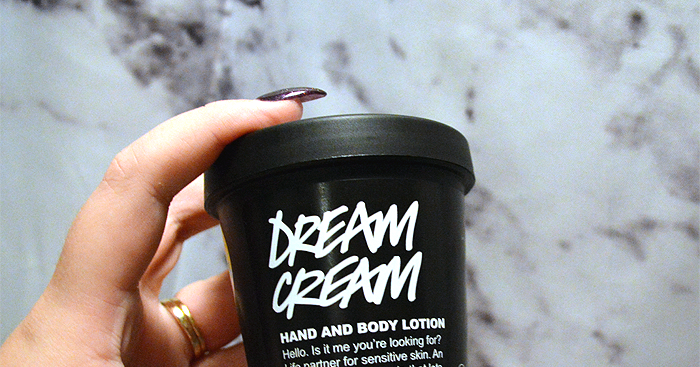 DREAM
CREAM
HAND AND BODY LOTION
Hello. Is it me you're looking for?
Life partner for sensitive skin. An